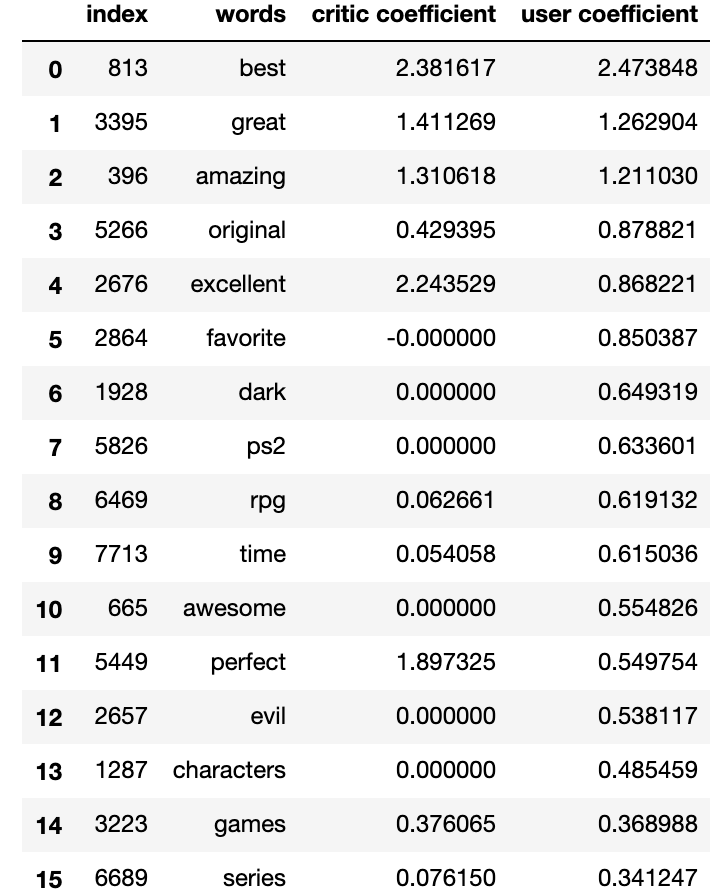 index words critic coefficient user coefficient
0 813 best 2.381617 2.473848
1 3395 great 1.411269 1.262904
2 396 amazing 1.310618 1.211030
3 5266 original 0.429395 0.878821
4 2676 excellent 2.243529 0.868221
5 2864 favorite -0.000000 0.850387
6 1928 dark 0.000000 0.649319
7 5826 ps2 0.000000 0.633601
8 6469 rpg 0.062661 0.619132
9 7713 time 0.054058 0.615036
10 665 awesome 0.000000 0.554826
11 5449 perfect 1.897325 0.549754
12 2657 evil 0.000000 0.538117
13 1287 characters 0.000000 0.485459
14 3223 games 0.376065 0.368988
15 6689 series 0.076150 0.341247